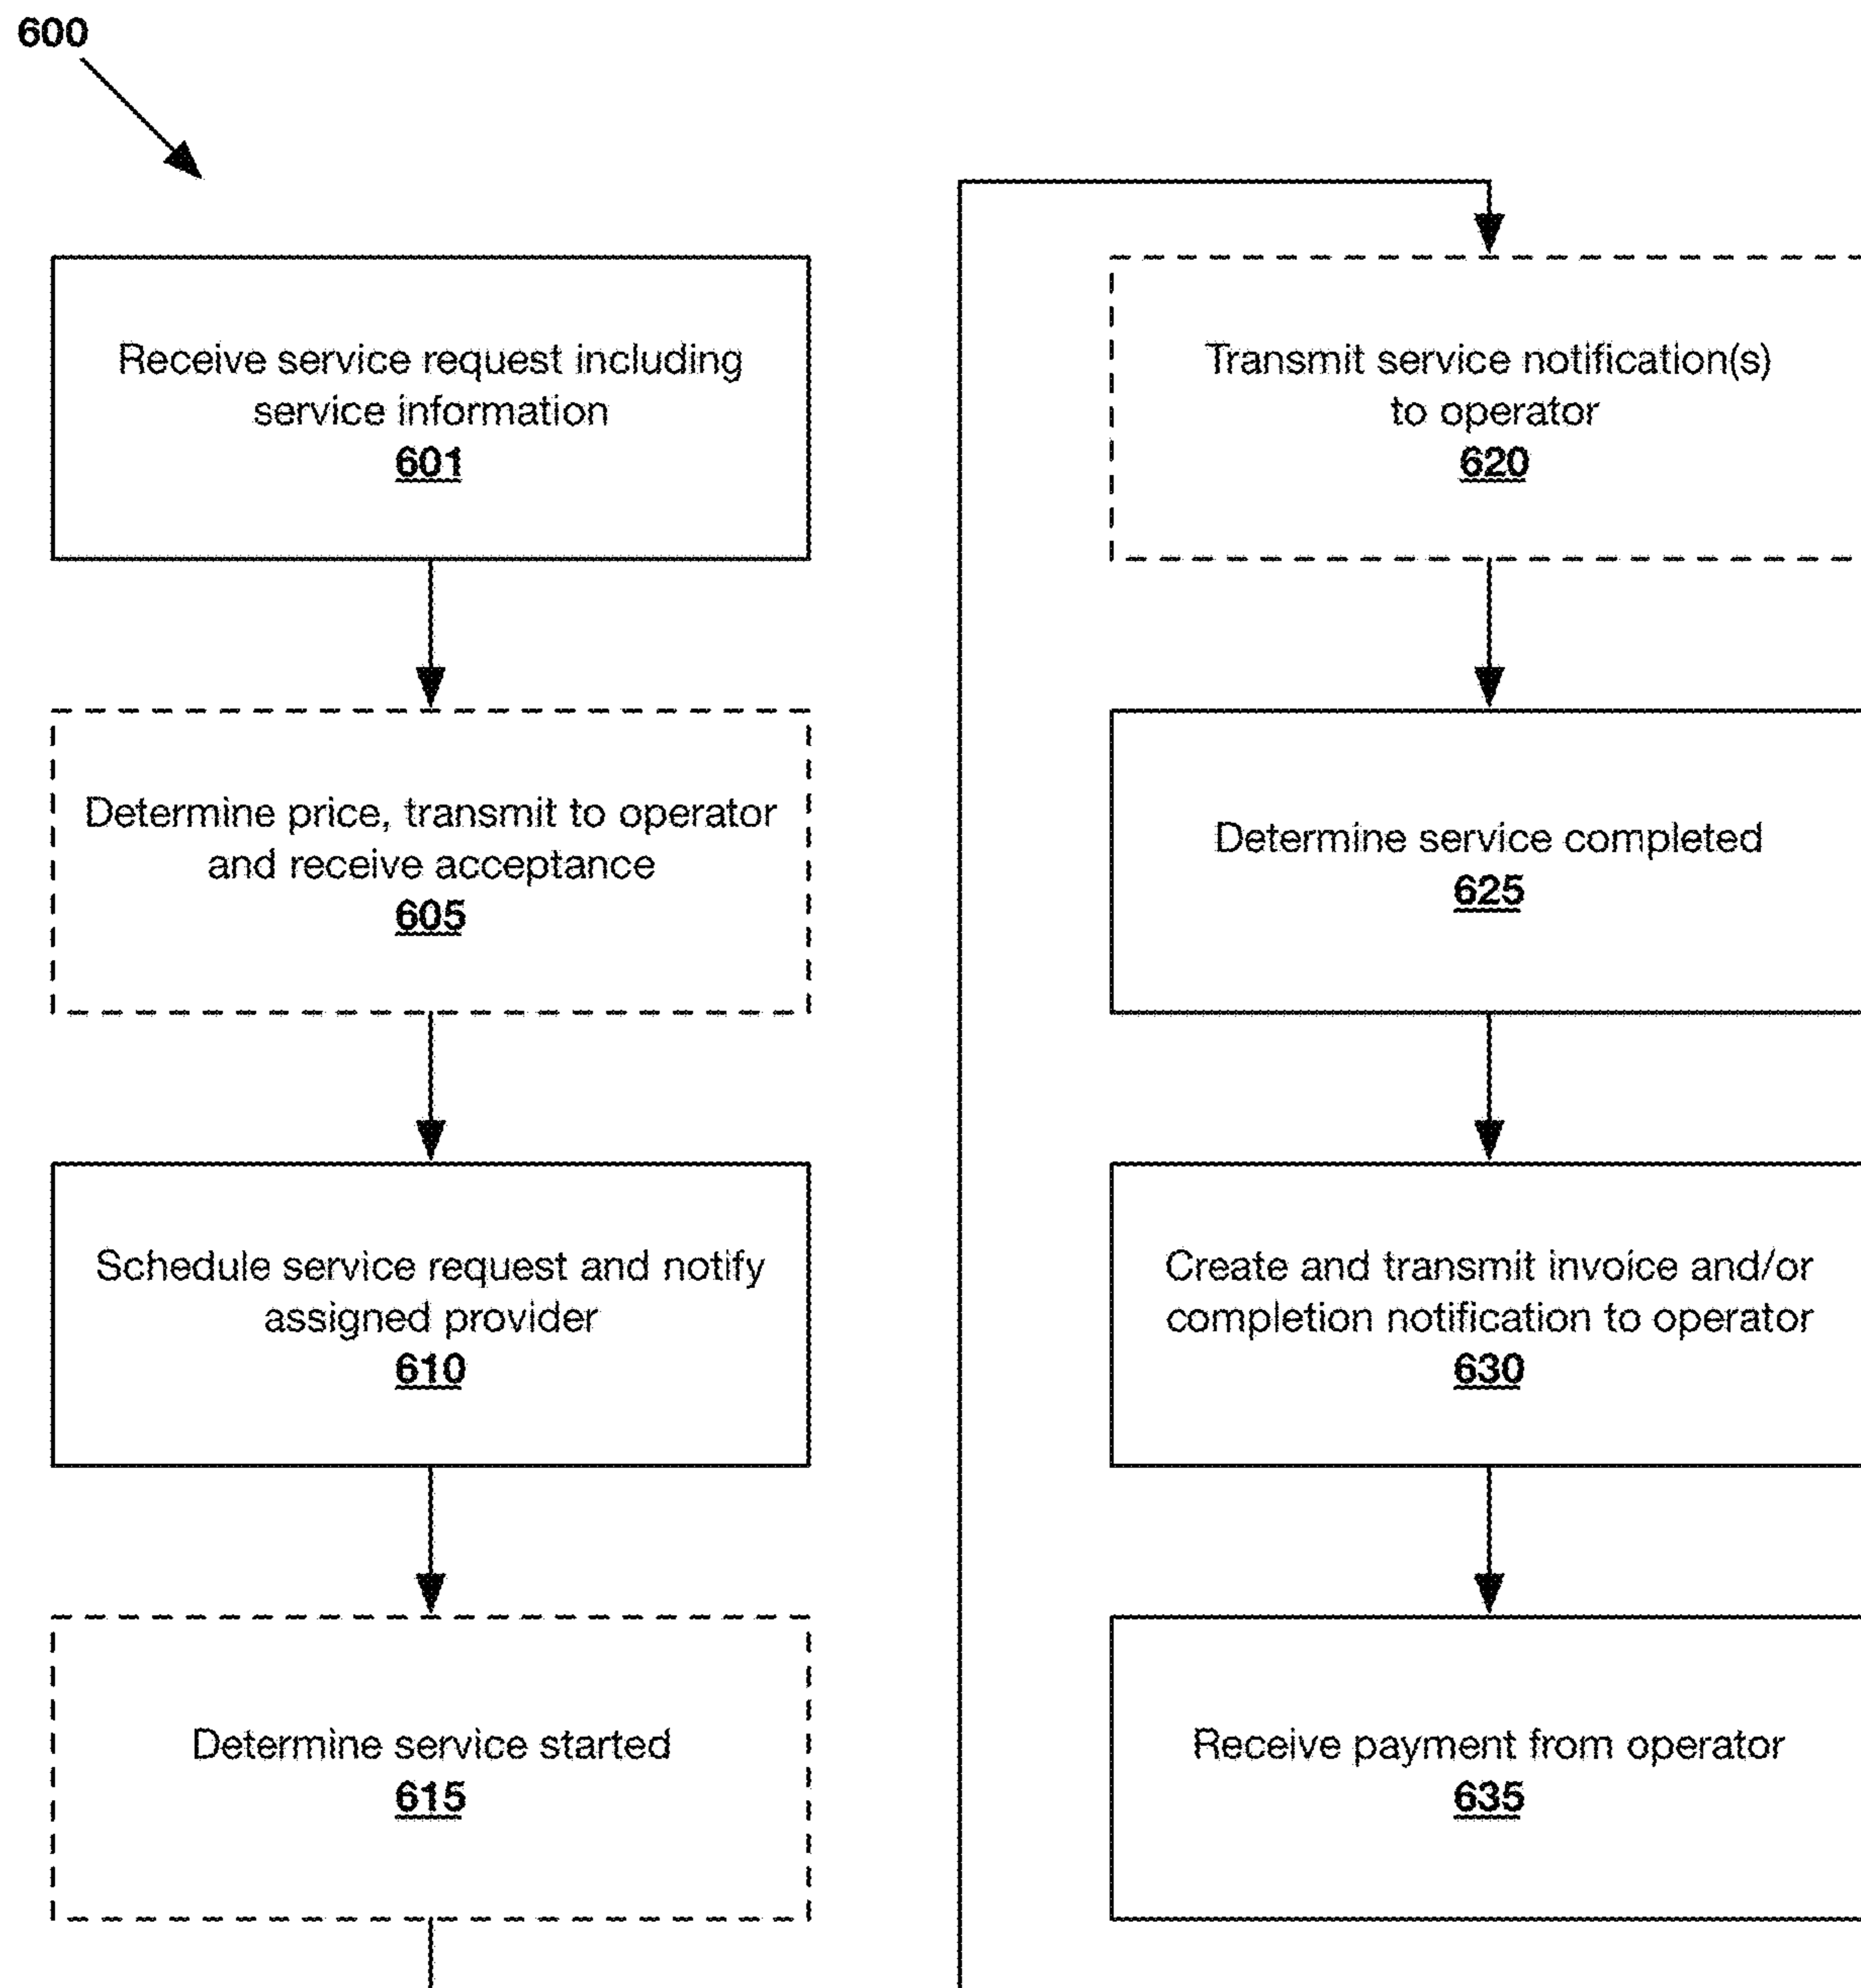 600
Receive service request including
service information
601
Determine price, transmit to operator
and receive acceptance
605
Schedule service request and notify
assigned provider
610
Determine service started
615
Transmit service notification(s)
to operator
620
Determine service completed
625
Create and transmit invoice and/or
completion notification to operator
630
Receive payment from operator
635